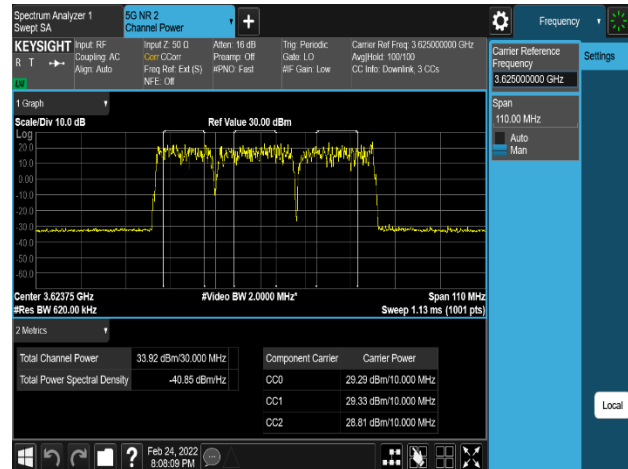 Spectrum Analyzer 1
Swept SA
5G NR 2
Channel Power
Frequency
KEYSIGHT
R T
LXI
Input: RF
Coupling: AC
Align: Auto
Input Z: 50 Ω
Corr CCorr
Freq Ref: Ext (S)
NFE: Off
Atten: 16 dB
Preamp: Off
#PNO: Fast
Trig: Periodic
Gate: LO
#IF Gain: Low
Carrier Ref Freq: 3.625000000 GHz
Avg|Hold: 100/100
CC Info: Downlink, 3 CCs
Carrier Reference
Frequency
3.625000000 GHz
Settings
Span
110.00 MHz
Auto
Man
1 Graph
Scale/Div 10.0 dB
Ref Value 30.00 dBm
Log
20.0
10.0
0.00
-10.0
-20.0
-30.0
-40.0
-50.0
-60.0
Center 3.62375 GHz
#Video BW 2.0000 MHz*
Span 110 MHz
#Res BW 620.00 kHz
Sweep 1.13 ms (1001 pts)
2 Metrics
Total Channel Power
33.92 dBm/30.000 MHz
Total Power Spectral Density
-40.85 dBm/Hz
Component Carrier
Carrier Power
CC0
29.29 dBm/10.000 MHz
CC1
29.33 dBm/10.000 MHz
CC2
28.81 dBm/10.000 MHz
Local
?
Feb 24, 2022
8:08:09 PM